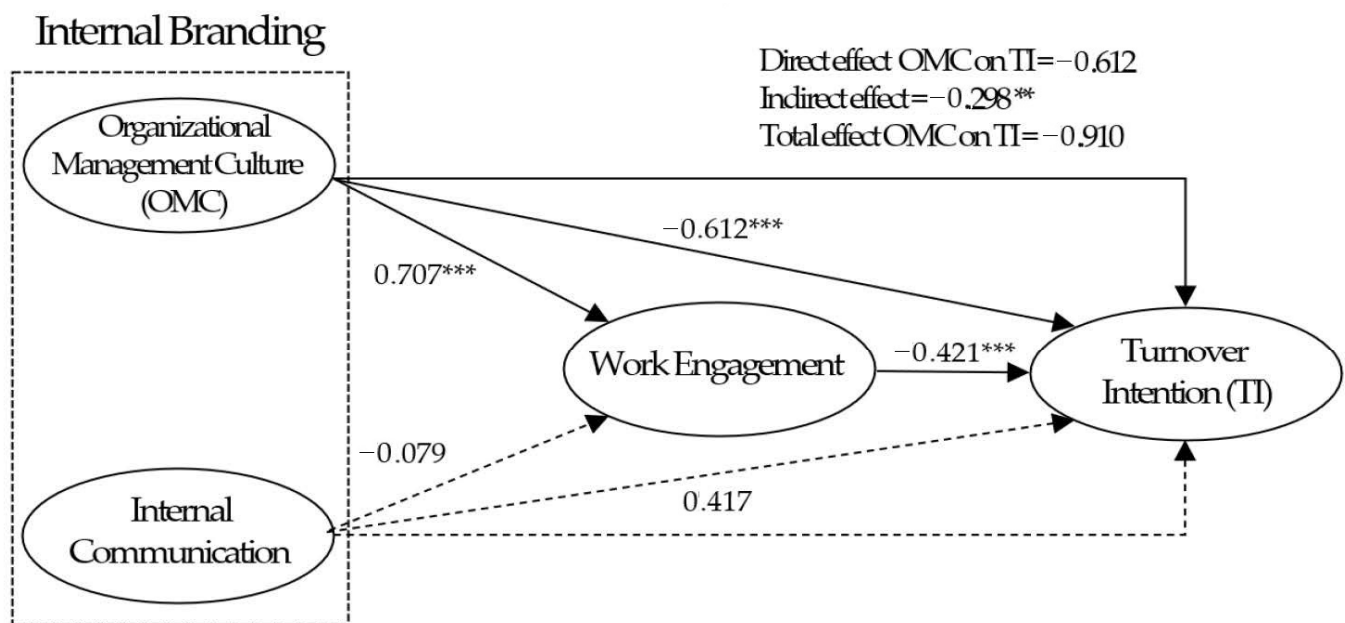 Internal Branding
Direct effect OMC on TI=−0.612
Indirect effect=−0.298**
Total effect OMC on TI=−0.910
Organizational
Management Culture
(OMC)
−0.612***
0.707***
Work Engagement
−0.421***
Turnover
Intention (TI)
−0.079
0.417
Internal
Communication